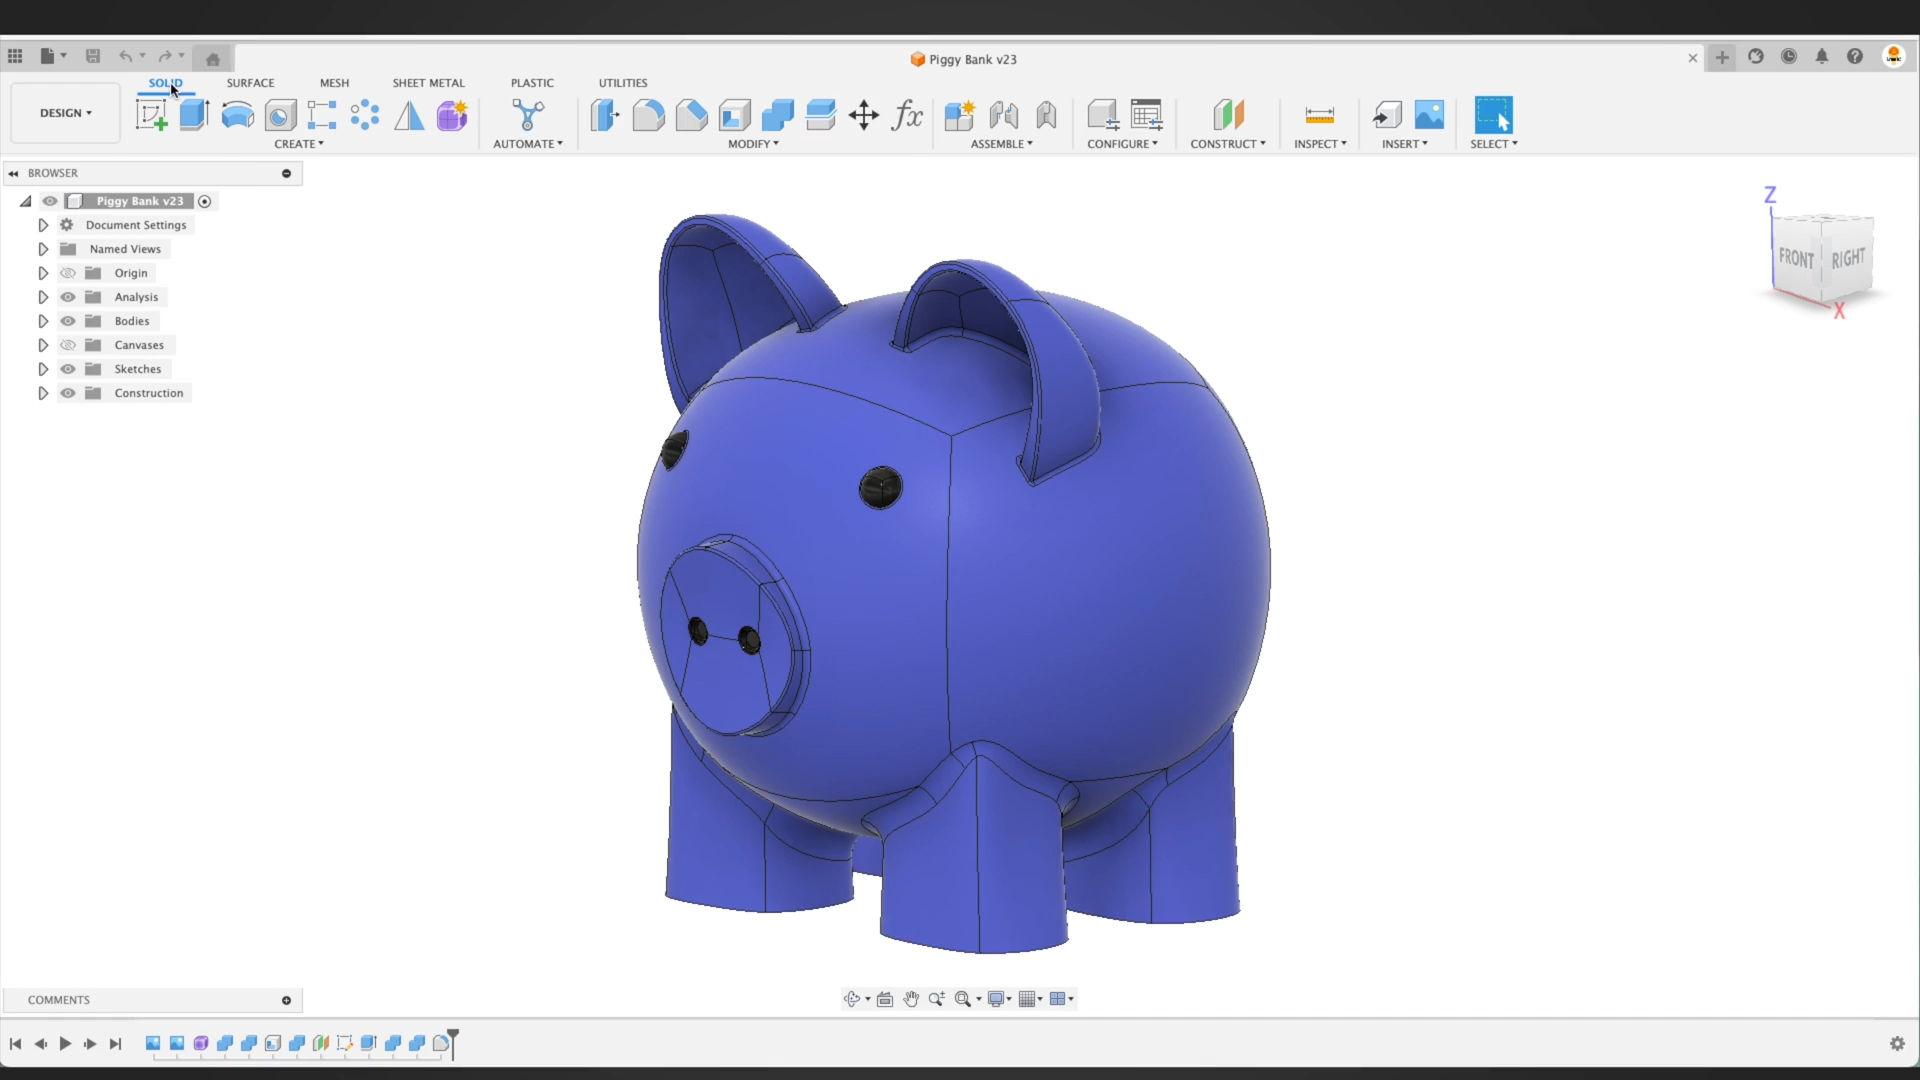 Piggy Bank v23
SOLID SURFACE MESH SHEET METAL PLASTIC UTILITIES
DESIGN
fx
CREATE AUTOMATE MODIFY ASSEMBLE CONFIGURE CONSTRUCT INSPECT INSERT SELECT
BROWSER
Piggy Bank v23
Document Settings
Named Views
Origin
Analysis
Bodies
Canvases
Sketches
Construction
Z
FRONT RIGHT
X
COMMENTS